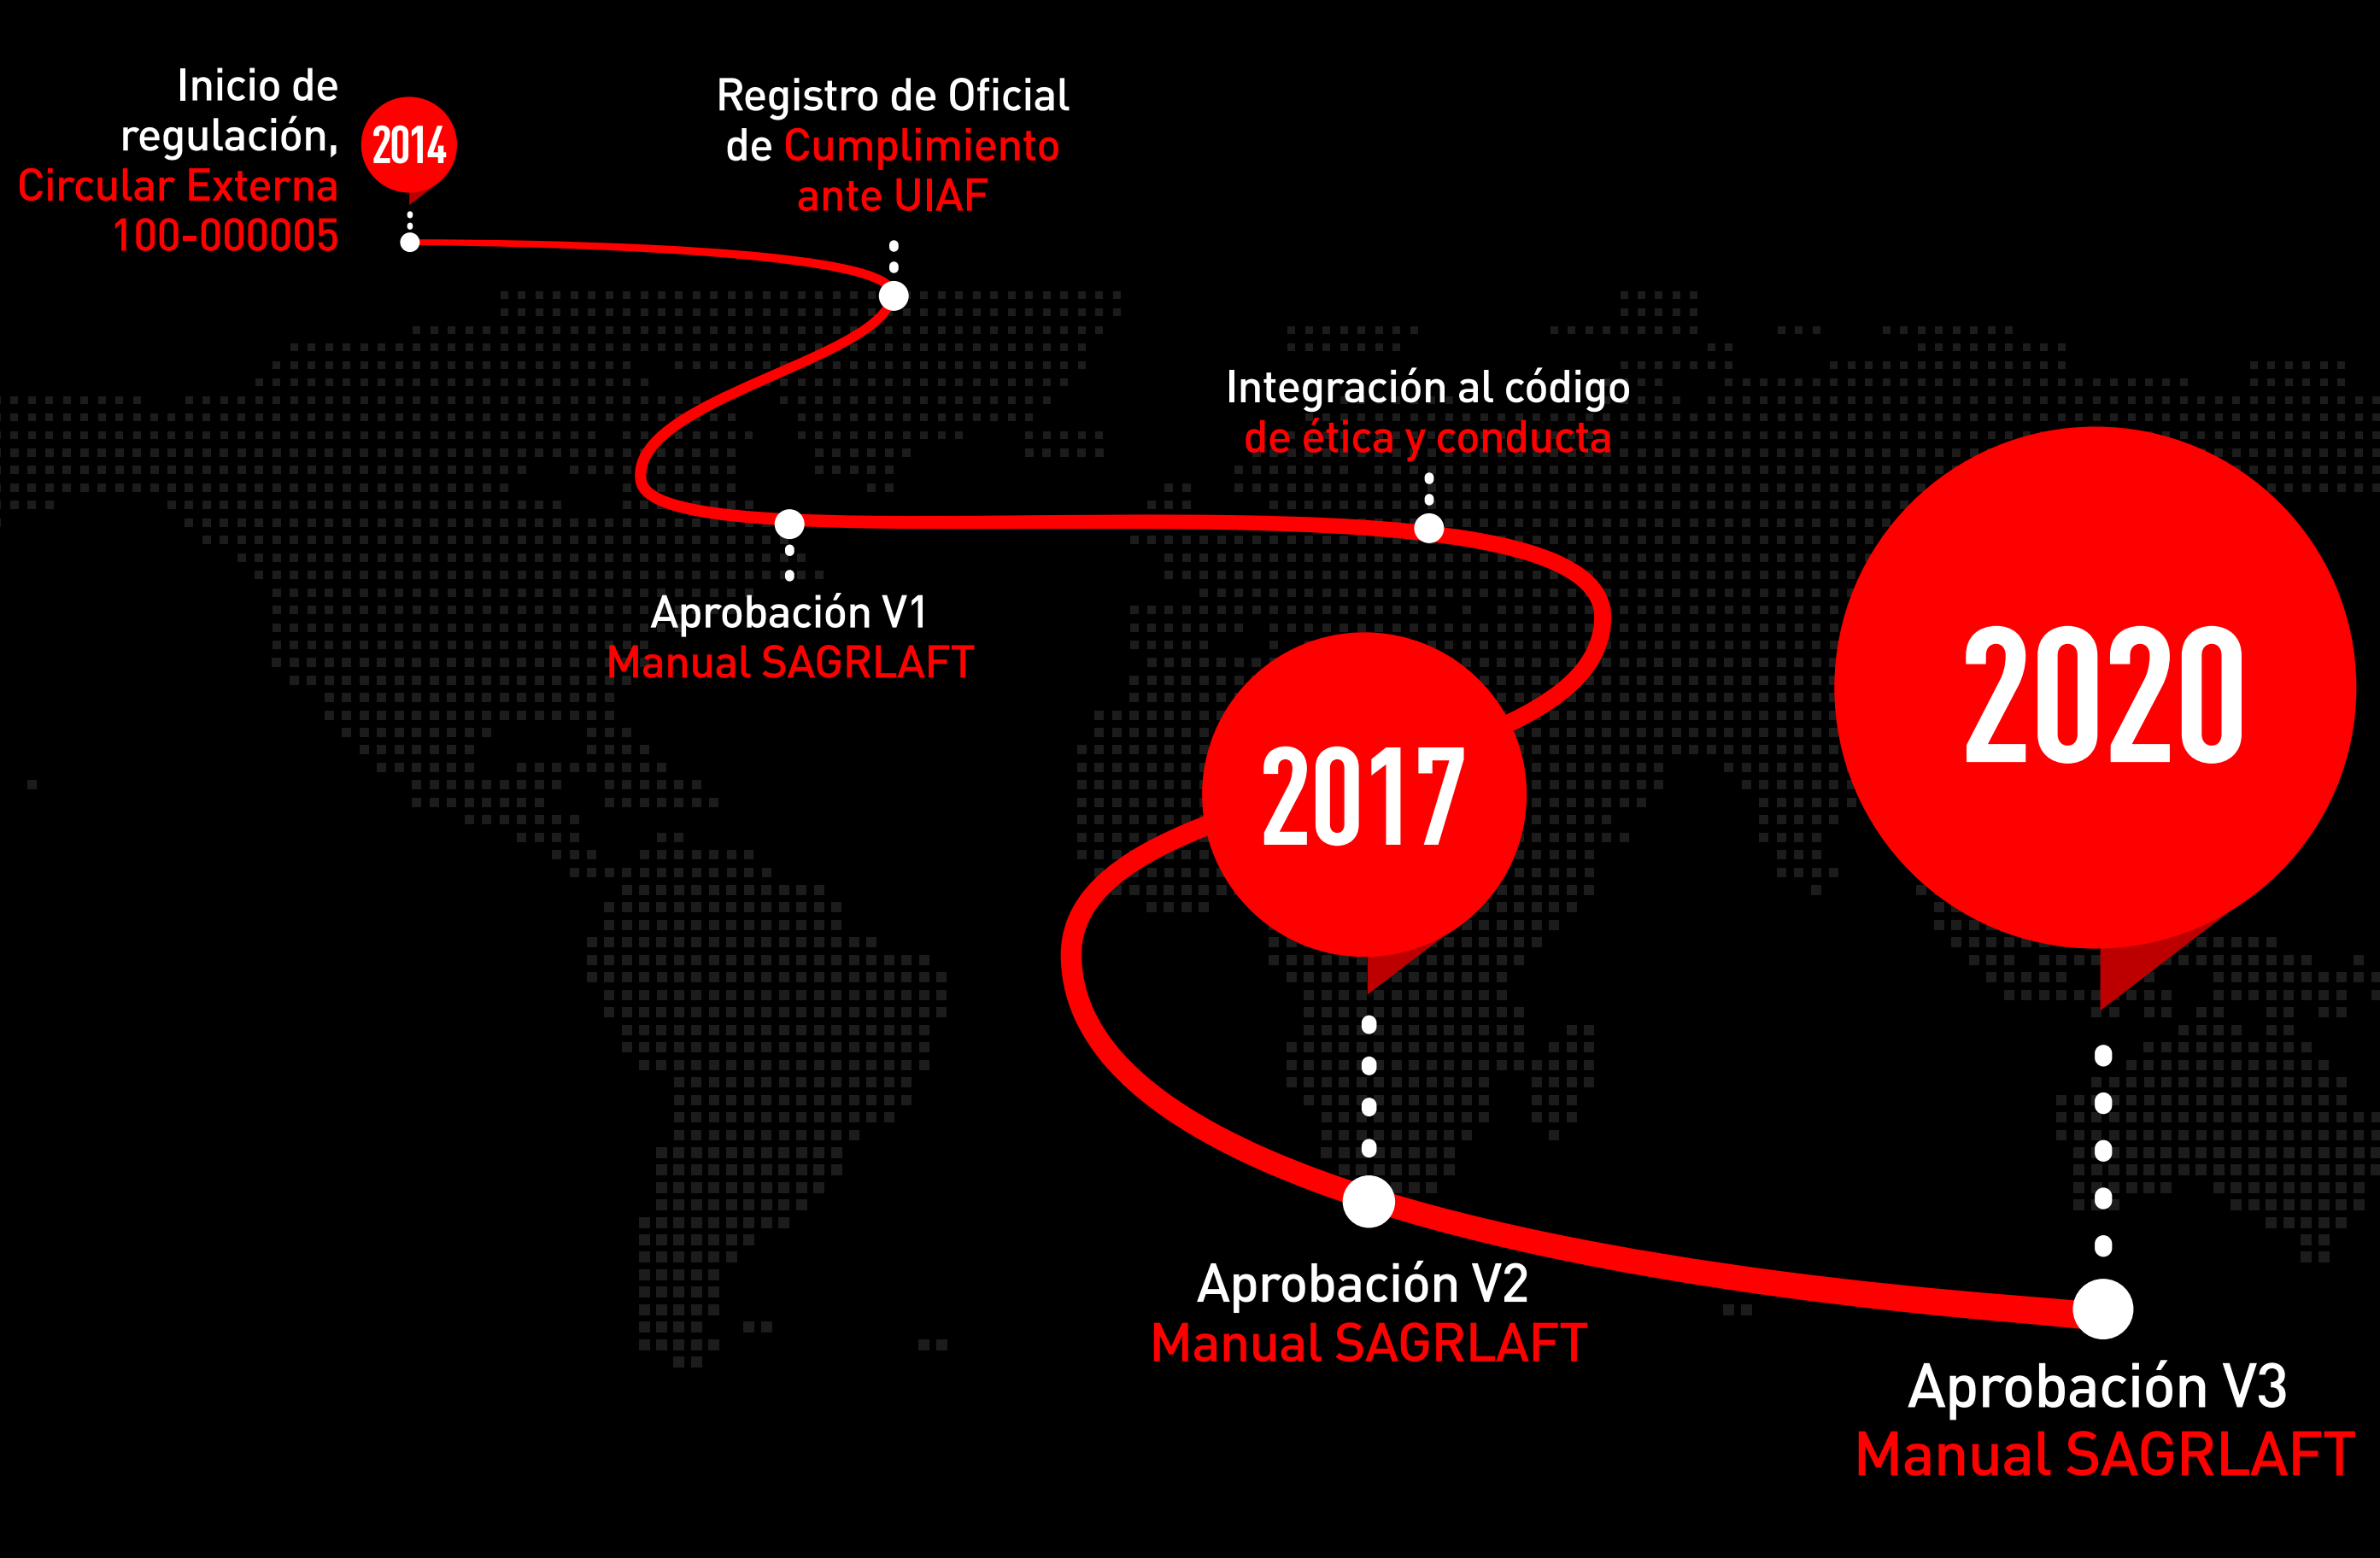 Inicio de
regulación,
Circular Externa
100-000005
2014
Registro de Oficial
de Cumplimiento
ante UIAF
Aprobación V1
Manual SAGRLAFT
Integración al código
de ética y conducta
2017
Aprobación V2
Manual SAGRLAFT
2020
Aprobación V3
Manual SAGRLAFT